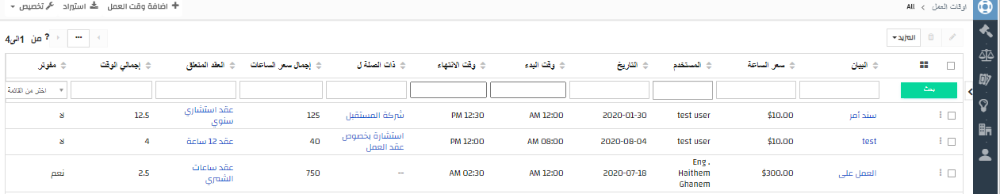 اوقات العمل > All
اضافة وقت العمل + استيراد تخصيص
المزيد
1الى4 من ?
البيان سعر الساعة المستخدم التاريخ وقت البدء وقت الانتهاء ذات الصلة ل إجمال سعر الساعات العقد المتعلق إجمالي الوقت مفوتر
بحث اختر من القائمة
سند أمر $10.00 test user 2020-01-30 12:00 AM 12:30 PM شركة المستقبل 125 عقد استشاري سنوي 12.5 لا
test $10.00 test user 2020-08-04 08:00 AM 12:00 PM استشارة بخصوص عقد العمل 40 عقد 12 ساعة 4 لا
العمل على $300.00 Eng . Haithem Ghanem 2020-07-18 12:00 AM 02:30 AM -- 750 عقد ساعات الشمري 2.5 نعم